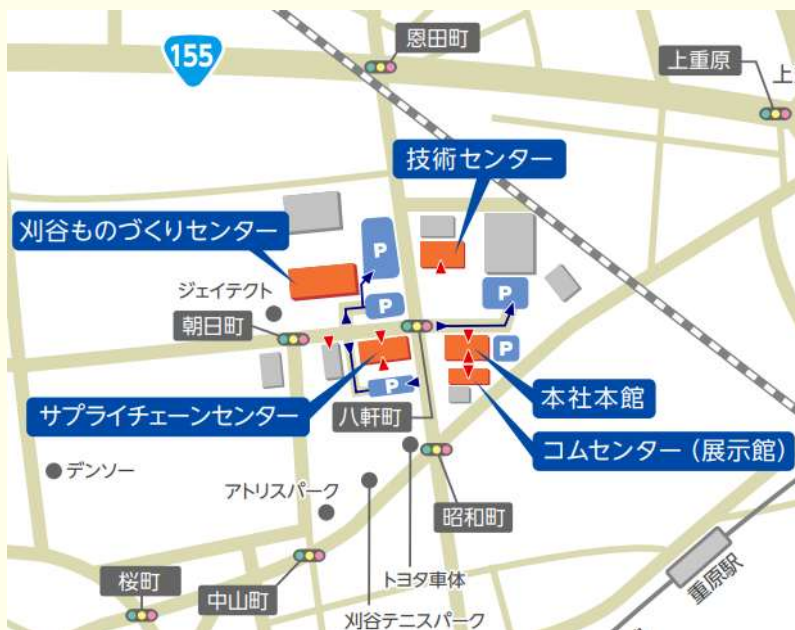 恩田町
155
上重原
上
技術センター
刈谷ものづくりセンター
P
P
P
ジェイテクト
朝日町
P
本社本館
サプライチェーンセンター
P
八軒町
コムセンター（展示館）
デンソー
アトリスパーク
昭和町
トヨタ車体
桜町
中山町
刈谷テニスパーク
重原駅